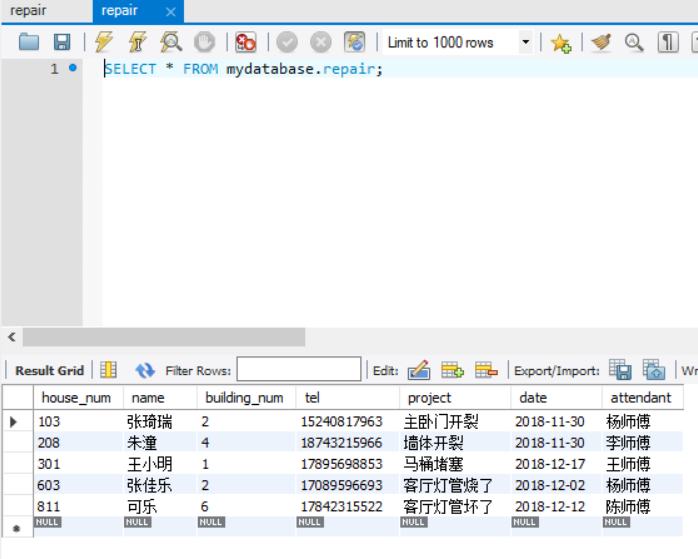 repair repair
Limit to 1000 rows
1 SELECT * FROM mydatabase.repair;
Result Grid Filter Rows: Edit: Export/Import: Wr
house_num name building_num tel project date attendant
103 张琦瑞 2 15240817963 主卧门开裂 2018-11-30 杨师傅
208 朱潼 4 18743215966 墙体开裂 2018-11-30 李师傅
301 王小明 1 17895698853 马桶堵塞 2018-12-17 王师傅
603 张佳乐 2 17089596693 客厅灯管烧了 2018-12-02 杨师傅
811 可乐 6 17842315522 客厅灯管坏了 2018-12-12 陈师傅
NULL NULL NULL NULL NULL NULL NULL